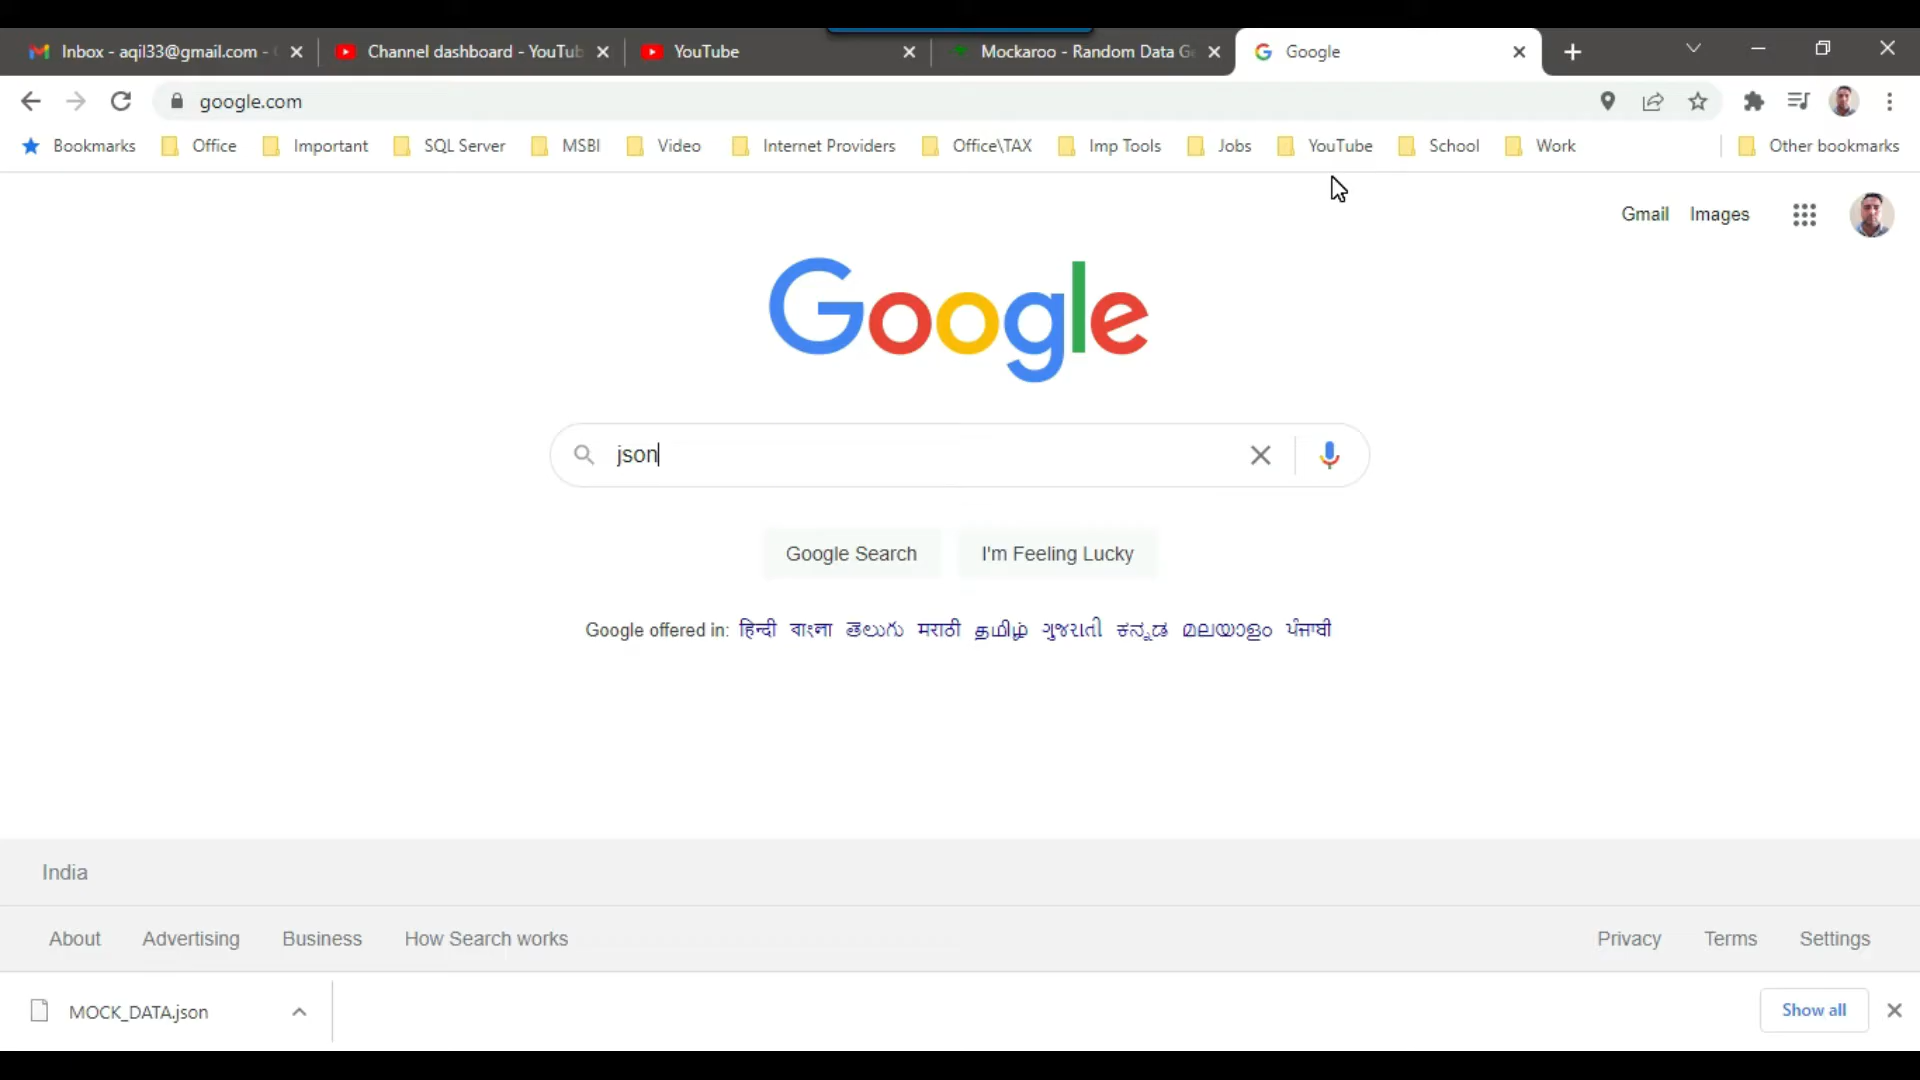 Inbox - aqil33@gmail.com -
Channel dashboard - YouTub
YouTube
Mockaroo - Random Data Ge
Google
google.com
Bookmarks
Office
Important
SQL Server
MSBI
Video
Internet Providers
Office\TAX
Imp Tools
Jobs
YouTube
School
Work
Other bookmarks
Gmail
Images
Google
json
Google Search
I'm Feeling Lucky
Google offered in: हिन्दी বাংলা తెలుగు मराठी தமிழ் ગુજરાતી ಕನ್ನಡ മലയാളം ਪੰਜਾਬੀ
India
About
Advertising
Business
How Search works
Privacy
Terms
Settings
MOCK_DATA.json
Show all